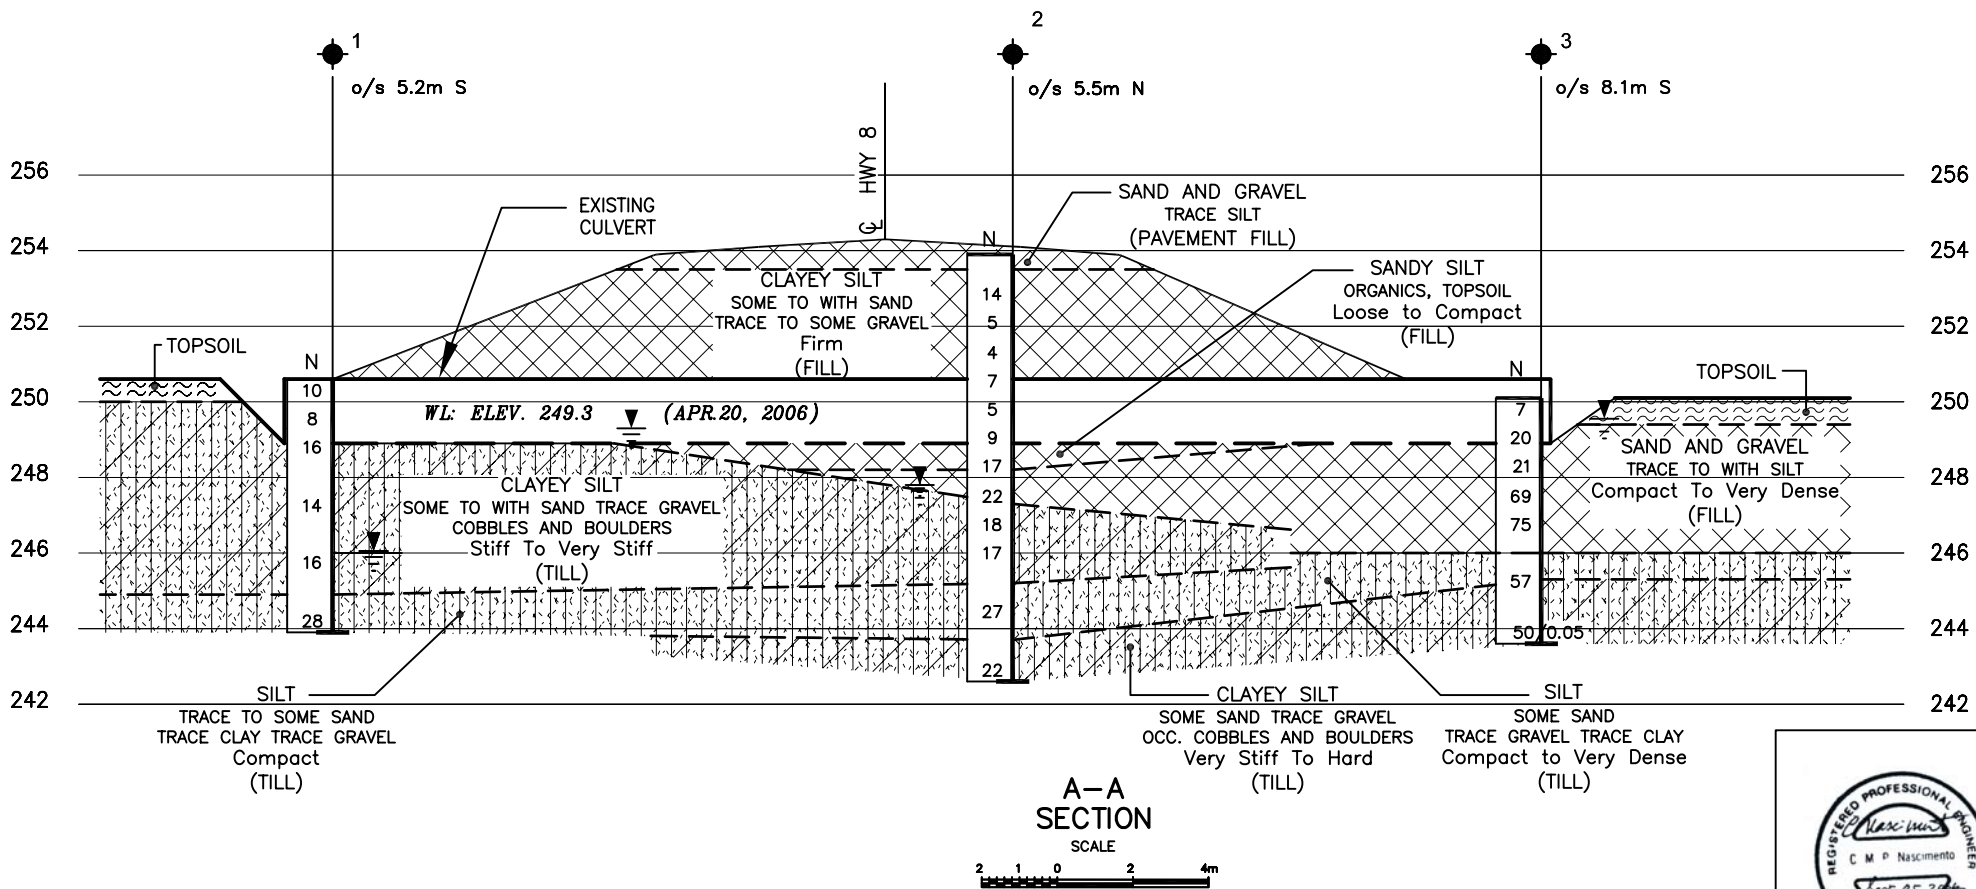 1
2
3
o/s 5.2m S
o/s 5.5m N
o/s 8.1m S
℄ HWY 8
256
256
SAND AND GRAVEL
TRACE SILT
(PAVEMENT FILL)
EXISTING
CULVERT
254
N
254
SANDY SILT
ORGANICS, TOPSOIL
Loose to Compact
(FILL)
CLAYEY SILT
SOME TO WITH SAND
TRACE TO SOME GRAVEL
Firm
(FILL)
252
252
TOPSOIL
N
N
TOPSOIL
250
250
WL: ELEV. 249.3 (APR.20, 2006)
10
8
16
14
16
28
14
5
4
7
5
9
17
22
18
17
27
22
7
20
21
69
75
57
50/0.05
SAND AND GRAVEL
TRACE TO WITH SILT
Compact To Very Dense
(FILL)
248
248
CLAYEY SILT
SOME TO WITH SAND TRACE GRAVEL
COBBLES AND BOULDERS
Stiff To Very Stiff
(TILL)
246
246
244
244
242
242
SILT
TRACE TO SOME SAND
TRACE CLAY TRACE GRAVEL
Compact
(TILL)
CLAYEY SILT
SOME SAND TRACE GRAVEL
OCC. COBBLES AND BOULDERS
Very Stiff To Hard
(TILL)
SILT
SOME SAND
TRACE GRAVEL TRACE CLAY
Compact to Very Dense
(TILL)
A-A
SECTION
SCALE
2 1 0 2 4m
REGISTERED PROFESSIONAL ENGINEER
C M P Nascimento